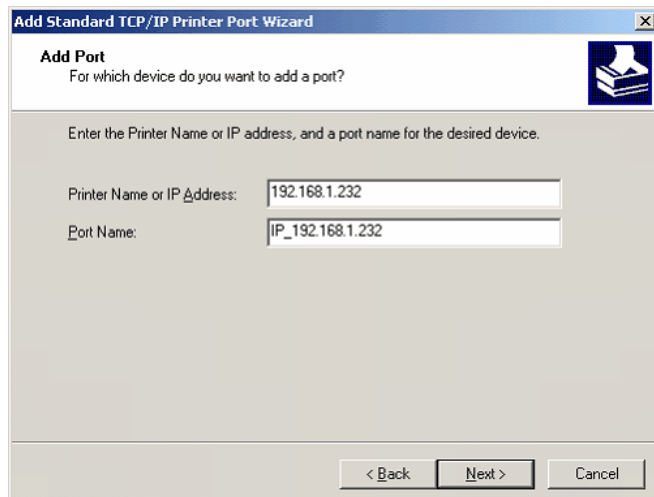 Add Standard TCP/IP Printer Port Wizard
Add Port
For which device do you want to add a port?
Enter the Printer Name or IP address, and a port name for the desired device.
Printer Name or IP Address: 192.168.1.232
Port Name: IP_192.168.1.232
< Back Next > Cancel